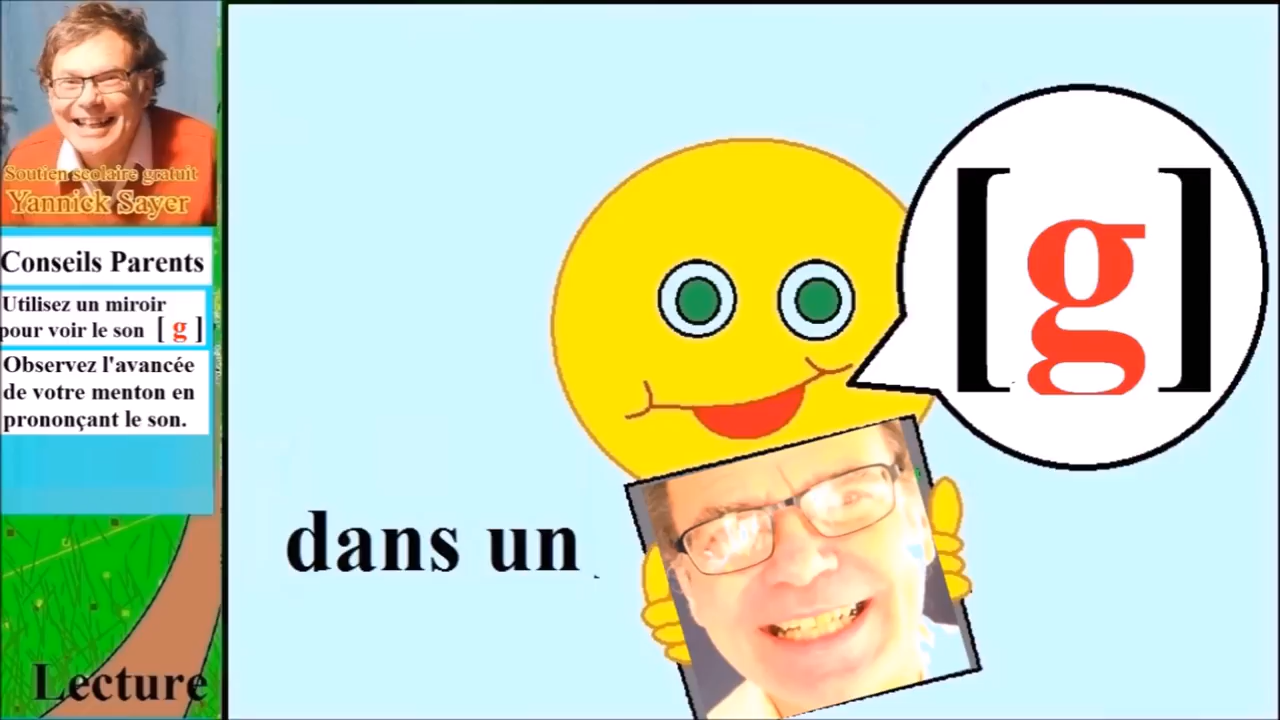 Soutien scolaire gratuit
Yannick Sayer
Conseils Parents
Utilisez un miroir
pour voir le son [ g ]
Observez l'avancée
de votre menton en
prononçant le son.
Lecture
[g]
dans un